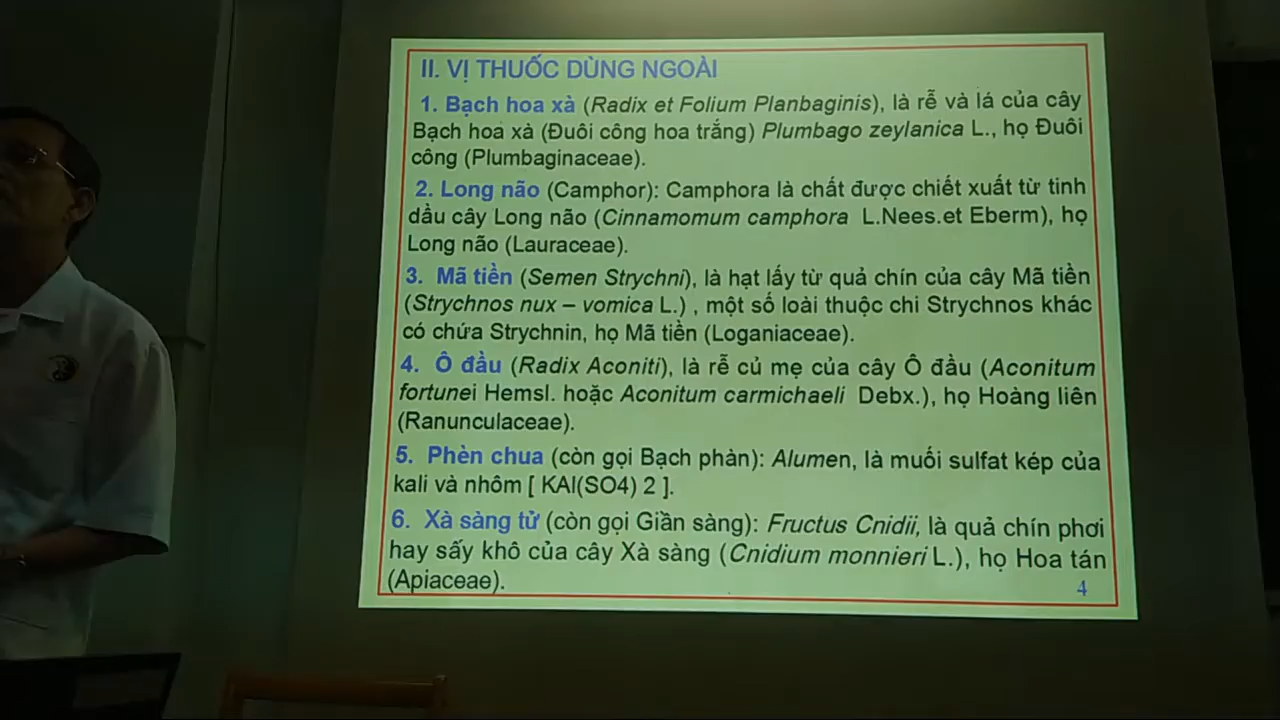 II. VỊ THUỐC DÙNG NGOÀI
1. Bạch hoa xà (Radix et Folium Planbaginis), là rễ và lá của cây
Bạch hoa xà (Đuôi công hoa trắng) Plumbago zeylanica L., họ Đuôi
công (Plumbaginaceae).
2. Long não (Camphor): Camphora là chất được chiết xuất từ tinh
dầu cây Long não (Cinnamomum camphora L.Nees.et Eberm), họ
Long não (Lauraceae).
3. Mã tiền (Semen Strychni), là hạt lấy từ quả chín của cây Mã tiền
(Strychnos nux – vomica L.) , một số loài thuộc chi Strychnos khác
có chứa Strychnin, họ Mã tiền (Loganiaceae).
4. Ô đầu (Radix Aconiti), là rễ củ mẹ của cây Ô đầu (Aconitum
fortunei Hemsl. hoặc Aconitum carmichaeli Debx.), họ Hoàng liên
(Ranunculaceae).
5. Phèn chua (còn gọi Bạch phàn): Alumen, là muối sulfat kép của
kali và nhôm [ KAl(SO4) 2 ].
6. Xà sàng tử (còn gọi Giần sàng): Fructus Cnidii, là quả chín phơi
hay sấy khô của cây Xà sàng (Cnidium monnieri L.), họ Hoa tán
(Apiaceae).
4